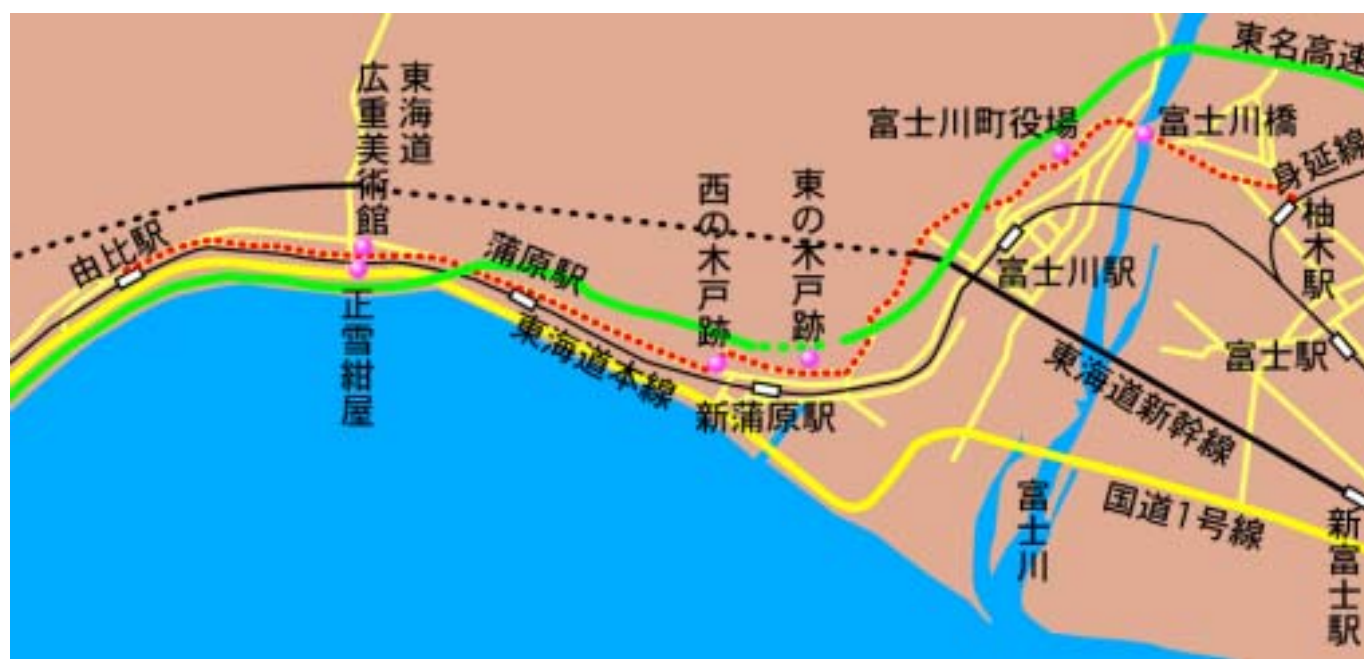 東名高速
東海道
広重美術館
富士川町役場
富士川橋
身延線
西の木戸跡
東の木戸跡
柚木駅
由比駅
蒲原駅
富士川駅
正雪紺屋
東海道本線
富士駅
東海道新幹線
新蒲原駅
富士川
国道1号線
新富士駅